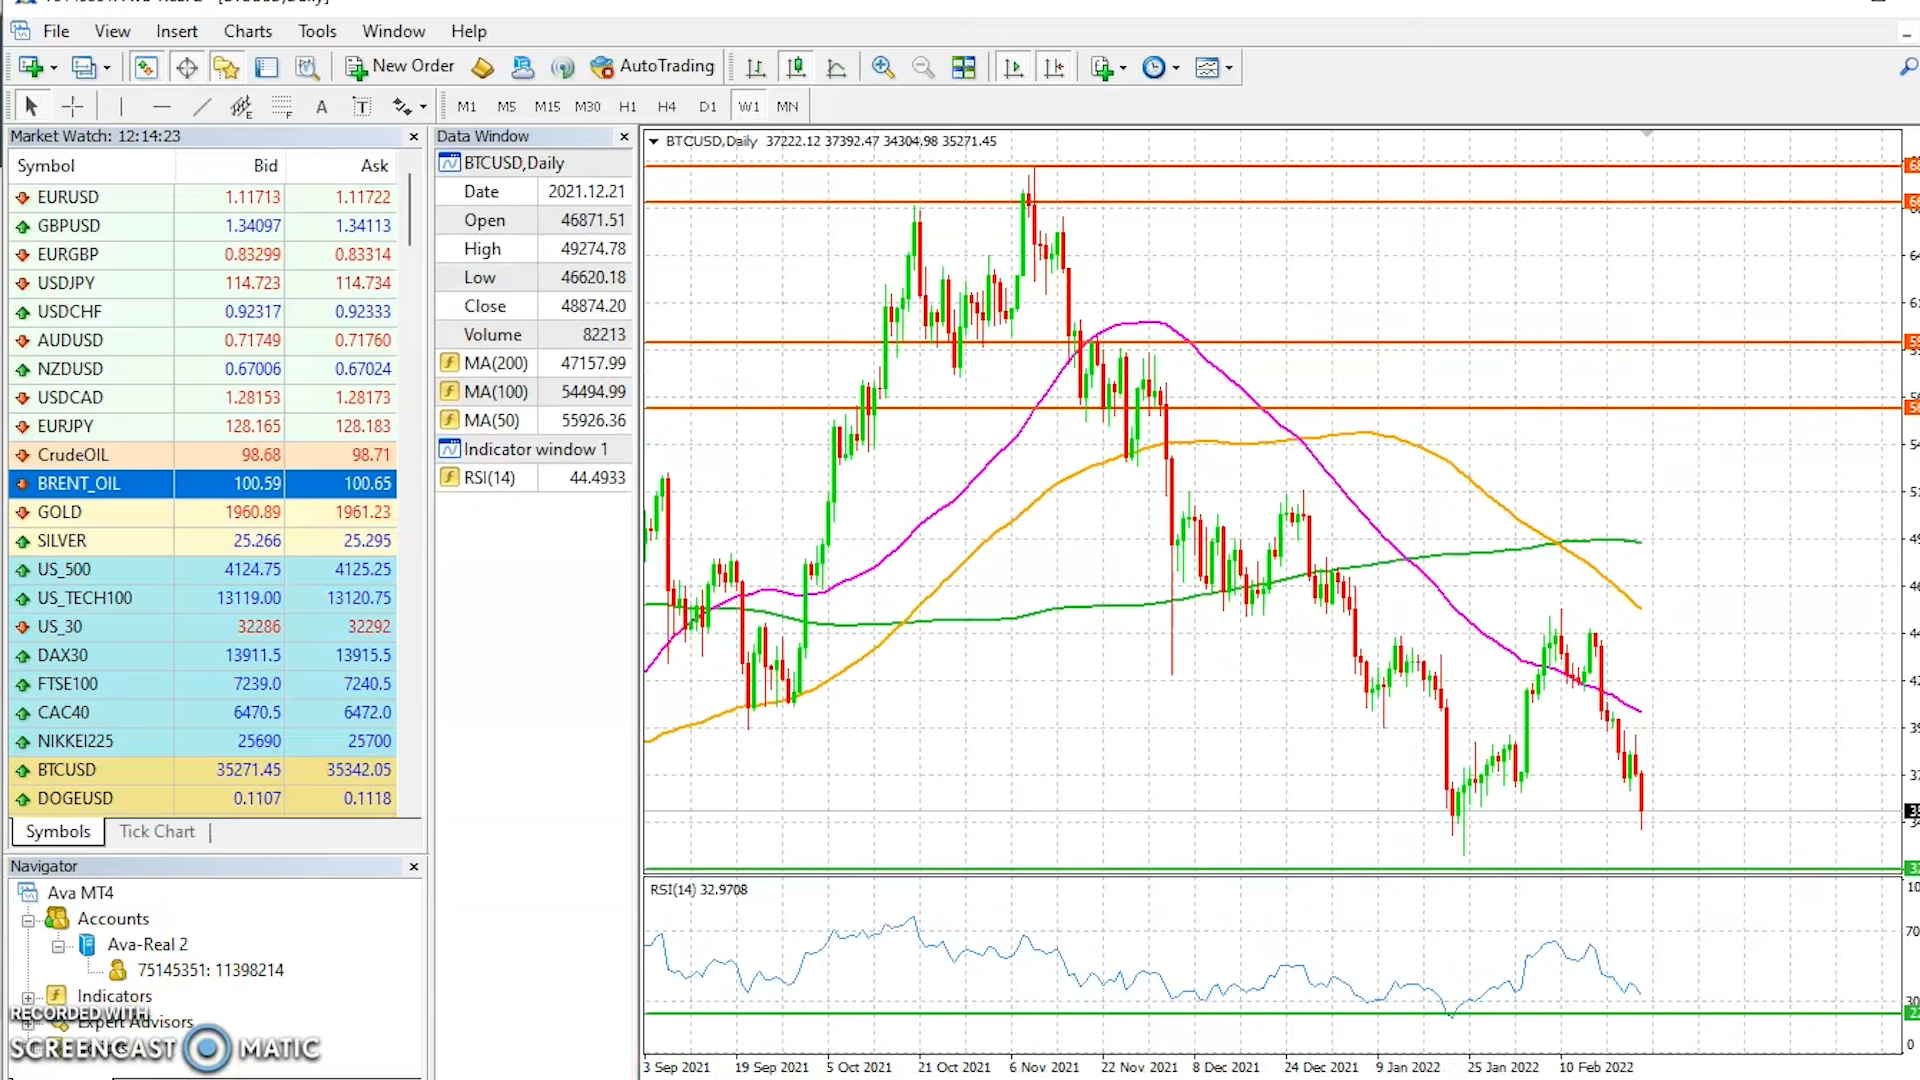 File View Insert Charts Tools Window Help
New Order AutoTrading
A T M1 M5 M15 M30 H1 H4 D1 W1 MN
Market Watch: 12:14:23
Symbol Bid Ask
EURUSD 1.11713 1.11722
GBPUSD 1.34097 1.34113
EURGBP 0.83299 0.83314
USDJPY 114.723 114.734
USDCHF 0.92317 0.92333
AUDUSD 0.71749 0.71760
NZDUSD 0.67006 0.67024
USDCAD 1.28153 1.28173
EURJPY 128.165 128.183
CrudeOIL 98.68 98.71
BRENT_OIL 100.59 100.65
GOLD 1960.89 1961.23
SILVER 25.266 25.295
US_500 4124.75 4125.25
US_TECH100 13119.00 13120.75
US_30 32286 32292
DAX30 13911.5 13915.5
FTSE100 7239.0 7240.5
CAC40 6470.5 6472.0
NIKKEI225 25690 25700
BTCUSD 35271.45 35342.05
DOGEUSD 0.1107 0.1118
Symbols Tick Chart
Navigator
Ava MT4
Accounts
Ava-Real 2
75145351: 11398214
Indicators
Expert Advisors
RECORDED WITH
SCREENCAST MATIC
Data Window
BTCUSD,Daily
Date 2021.12.21
Open 46871.51
High 49274.78
Low 46620.18
Close 48874.20
Volume 82213
MA(200) 47157.99
MA(100) 54494.99
MA(50) 55926.36
Indicator window 1
RSI(14) 44.4933
BTCUSD,Daily 37222.12 37392.47 34304.98 35271.45
RSI(14) 32.9708
70
30
0
3 Sep 2021 19 Sep 2021 5 Oct 2021 21 Oct 2021 6 Nov 2021 22 Nov 2021 8 Dec 2021 24 Dec 2021 9 Jan 2022 25 Jan 2022 10 Feb 2022